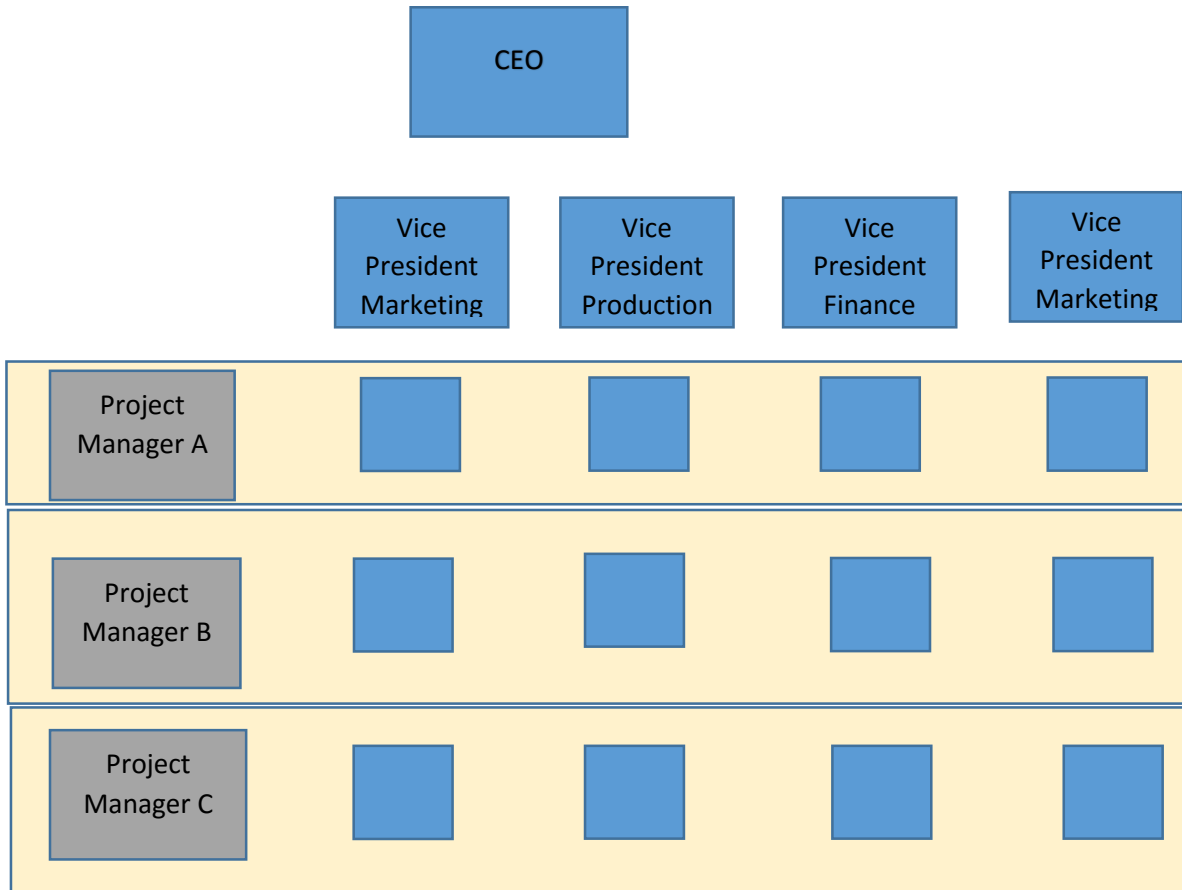 CEO
Vice
President
Marketing
Vice
President
Production
Vice
President
Finance
Vice
President
Marketing
Project
Manager A
Project
Manager B
Project
Manager C